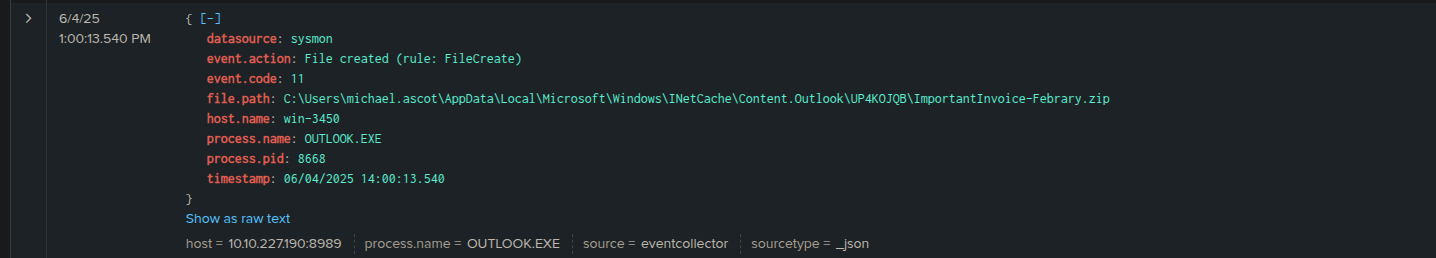 6/4/25
1:00:13.540 PM
{ [-]
datasource: sysmon
event.action: File created (rule: FileCreate)
event.code: 11
file.path: C:\Users\michael.ascot\AppData\Local\Microsoft\Windows\INetCache\Content.Outlook\UP4KOJQB\ImportantInvoice-Febrary.zip
host.name: win-3450
process.name: OUTLOOK.EXE
process.pid: 8668
timestamp: 06/04/2025 14:00:13.540
}
Show as raw text
host = 10.10.227.190:8989 process.name = OUTLOOK.EXE source = eventcollector sourcetype = _json